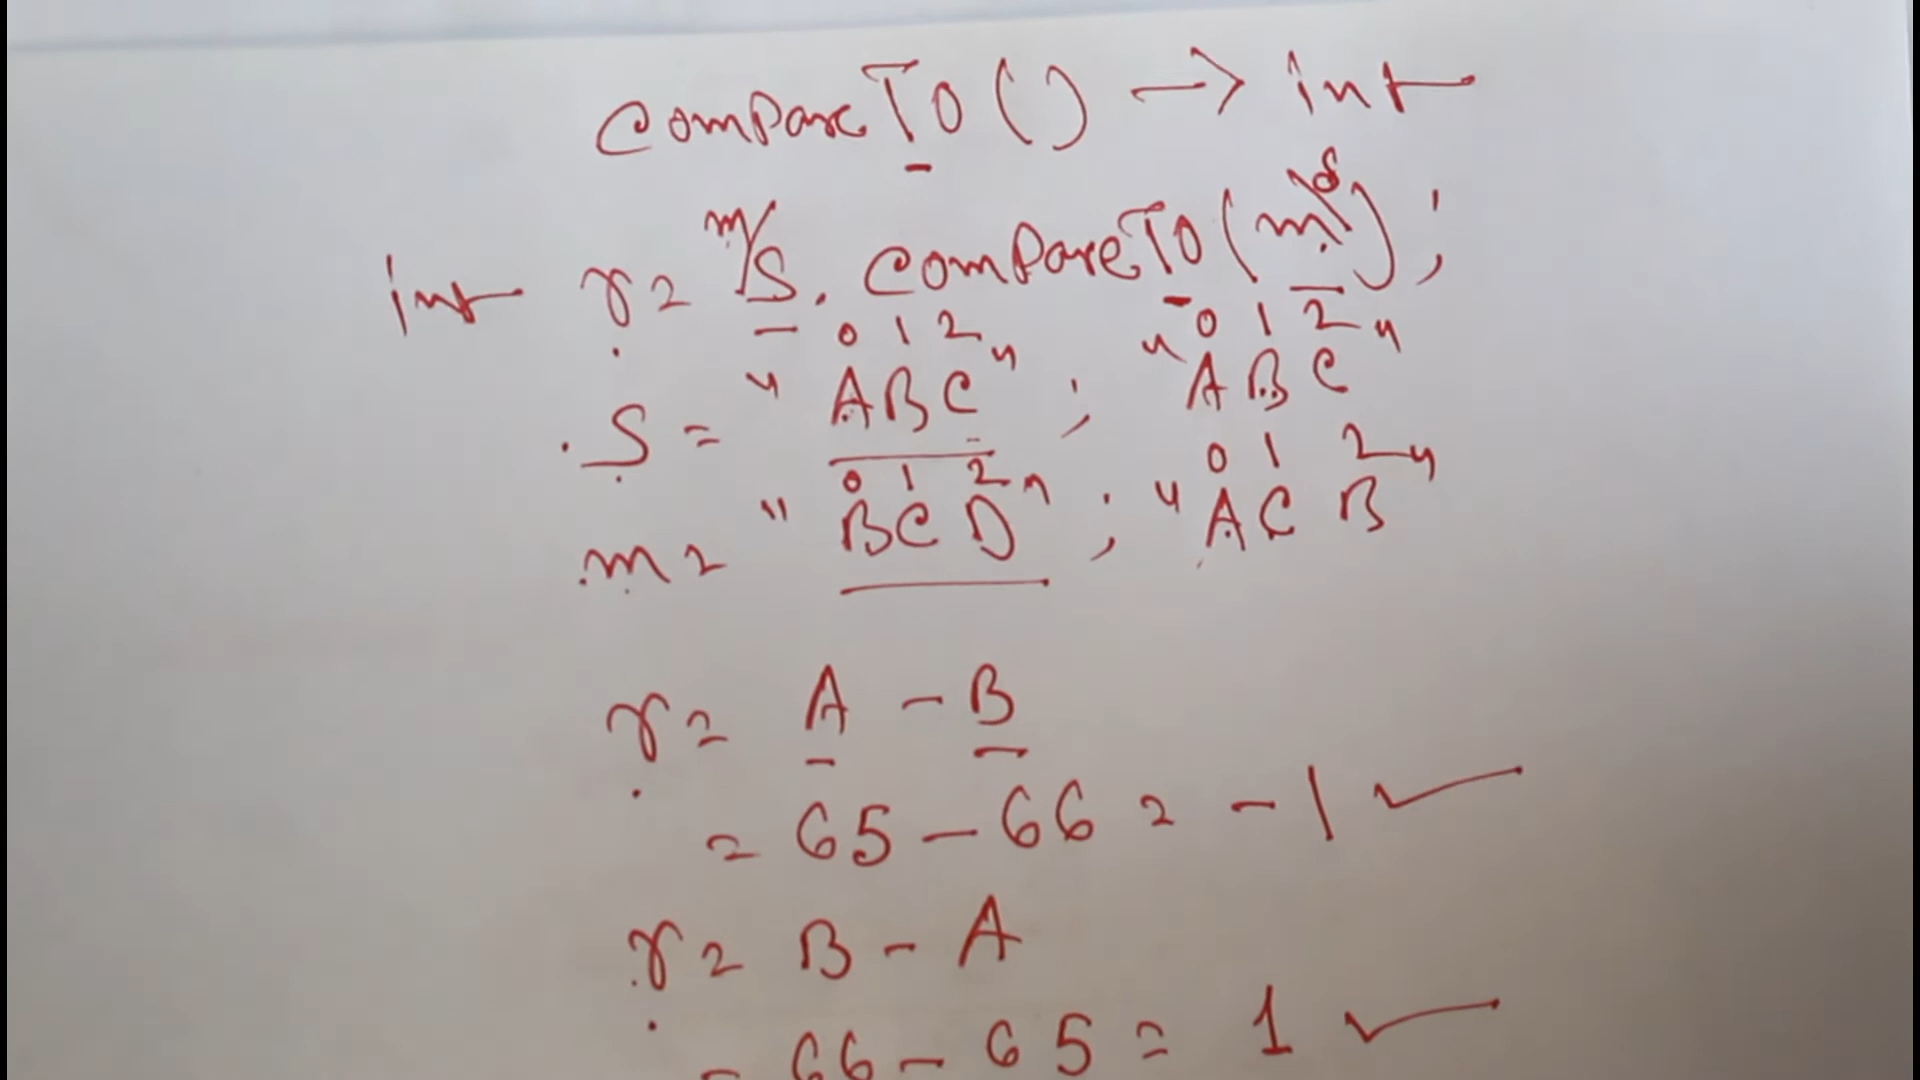 compareTo() → int
int r = m/S.compareTo(m/s);
0 1 2 0 1 2
S = "ABC"; "ABC"
0 1 2 0 1 2
m = "BCD"; "ACB"
r = A - B
= 65 - 66 = -1 ✓
r = B - A
= 66 - 65 = 1 ✓